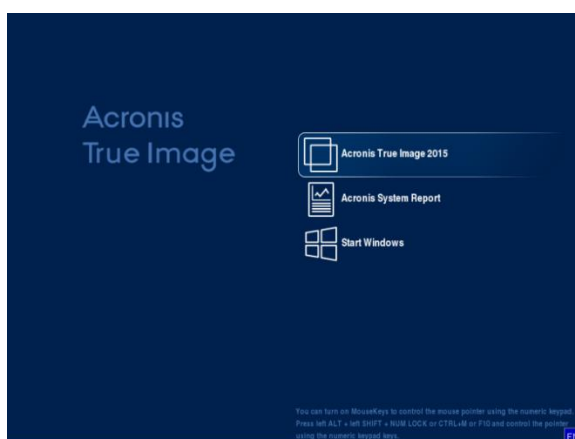 Acronis
True Image
Acronis True Image 2015
Acronis System Report
Start Windows
You can turn on MouseKeys to control the mouse pointer using the numeric keypad.
Press left ALT + left SHIFT + NUM LOCK or CTRL+M or F10 and control the pointer
using the numeric keypad keys.